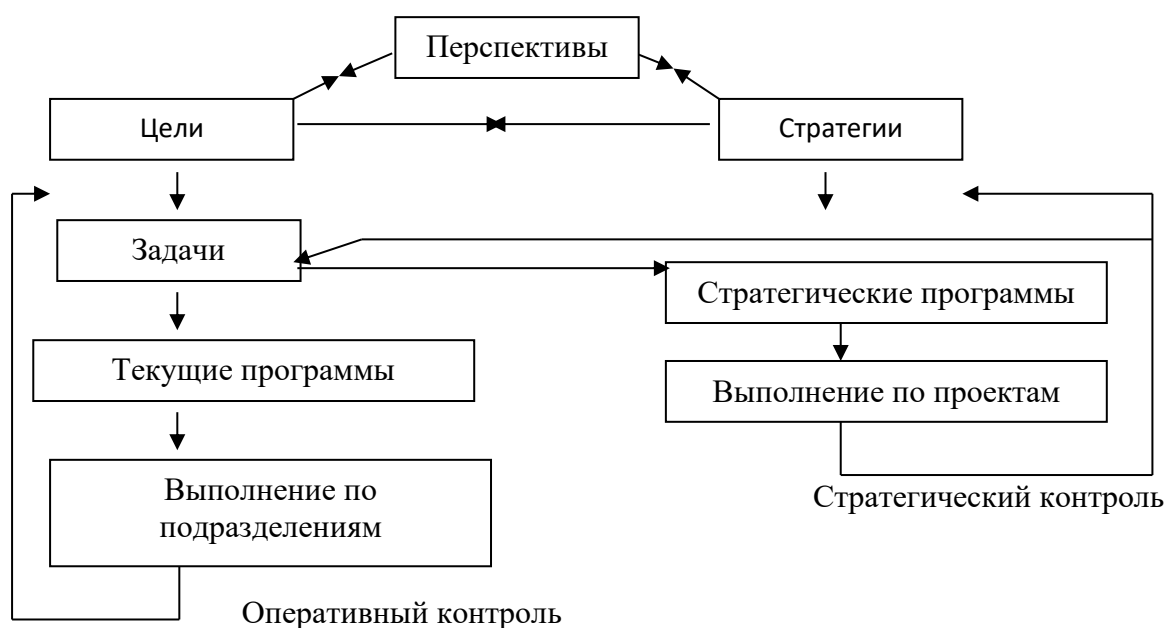 Перспективы
Цели
Стратегии
Задачи
Стратегические программы
Текущие программы
Выполнение по проектам
Выполнение по
подразделениям
Стратегический контроль
Оперативный контроль